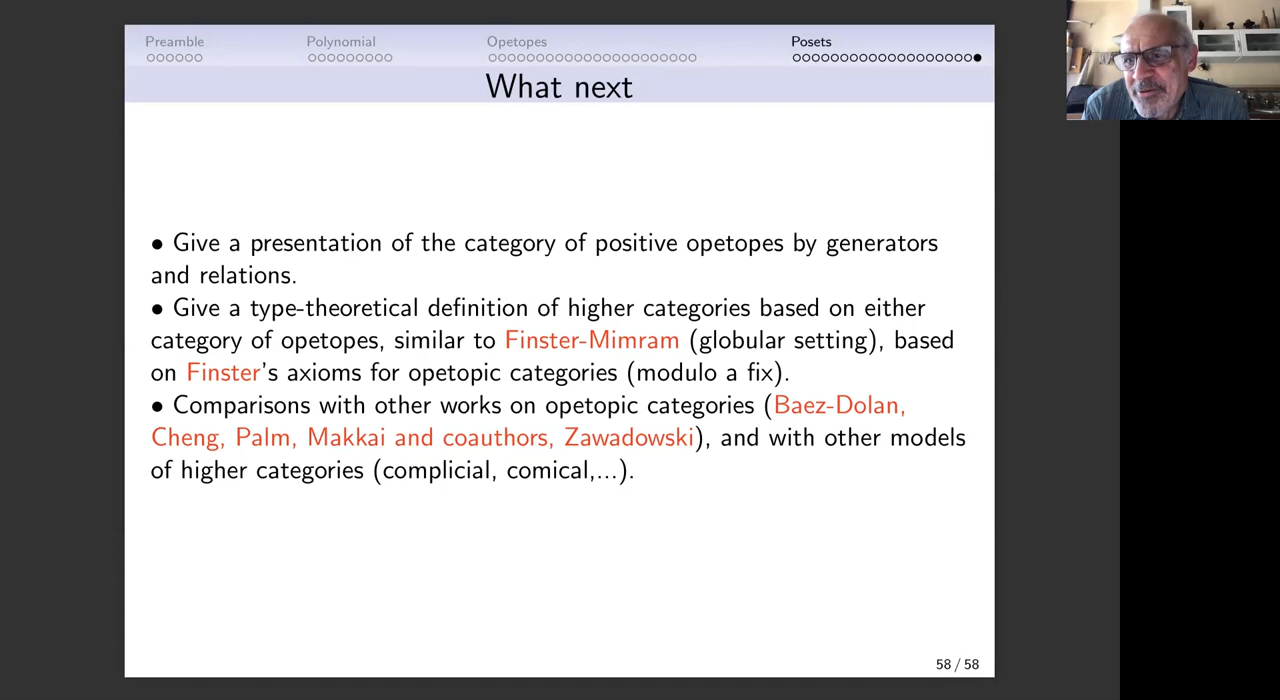 Preamble
Polynomial
Opetopes
Posets
What next
• Give a presentation of the category of positive opetopes by generators
and relations.
• Give a type-theoretical definition of higher categories based on either
category of opetopes, similar to Finster-Mimram (globular setting), based
on Finster's axioms for opetopic categories (modulo a fix).
• Comparisons with other works on opetopic categories (Baez-Dolan,
Cheng, Palm, Makkai and coauthors, Zawadowski), and with other models
of higher categories (complicial, comical,...).
58 / 58